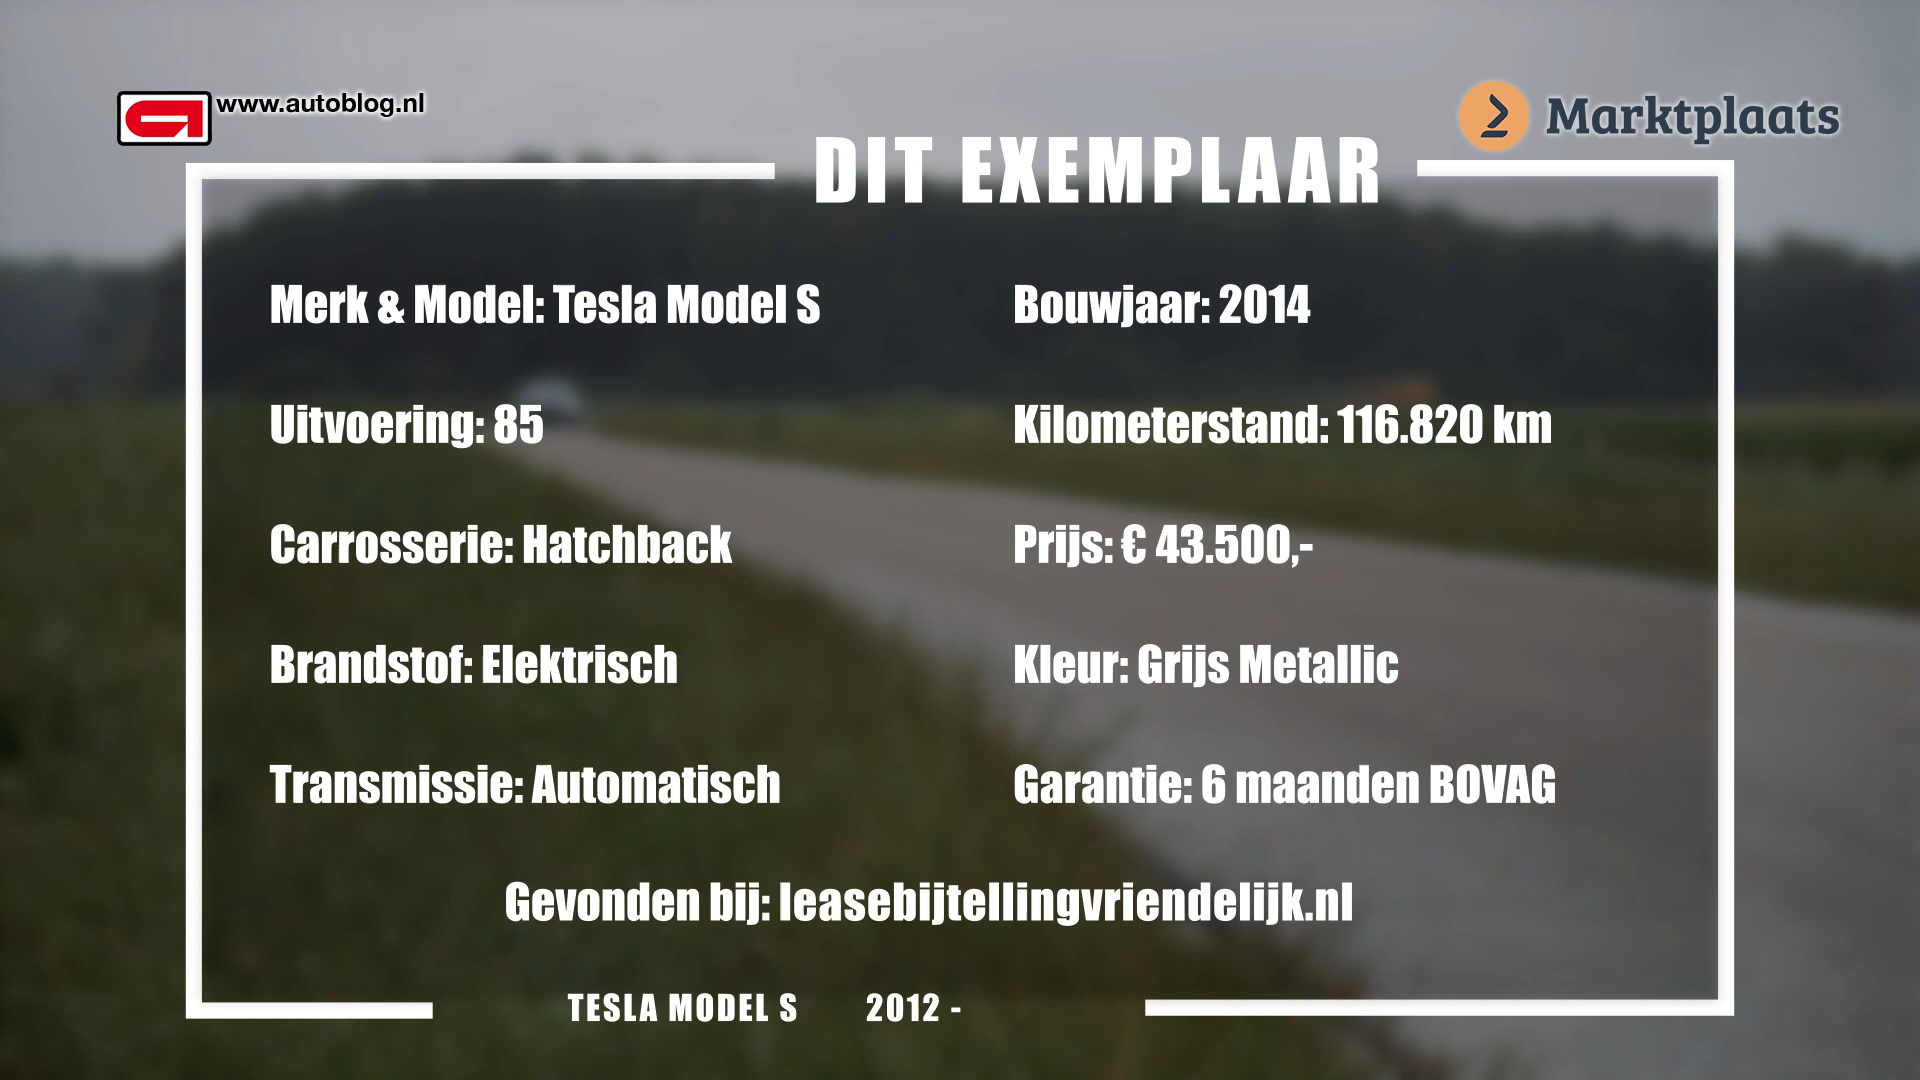 www.autoblog.nl
Marktplaats
DIT EXEMPLAAR
Merk & Model: Tesla Model S
Bouwjaar: 2014
Uitvoering: 85
Kilometerstand: 116.820 km
Carrosserie: Hatchback
Prijs: € 43.500,-
Brandstof: Elektrisch
Kleur: Grijs Metallic
Transmissie: Automatisch
Garantie: 6 maanden BOVAG
Gevonden bij: leasebijtellingvriendelijk.nl
TESLA MODEL S 2012 -